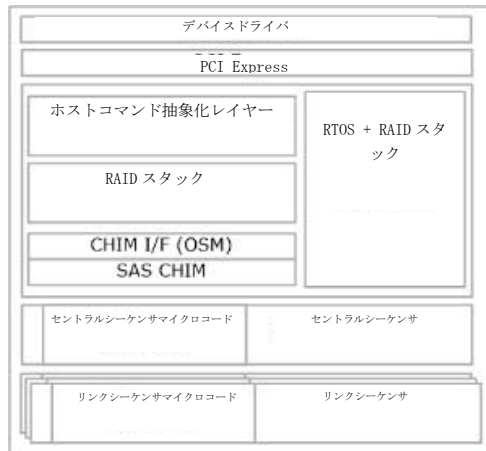 デバイスドライバ
PCI Express
ホストコマンド抽象化レイヤー
RTOS + RAID スタ
ック
RAID スタック
CHIM I/F (OSM)
SAS CHIM
セントラルシーケンサマイクロコード
セントラルシーケンサ
リンクシーケンサマイクロコード
リンクシーケンサ